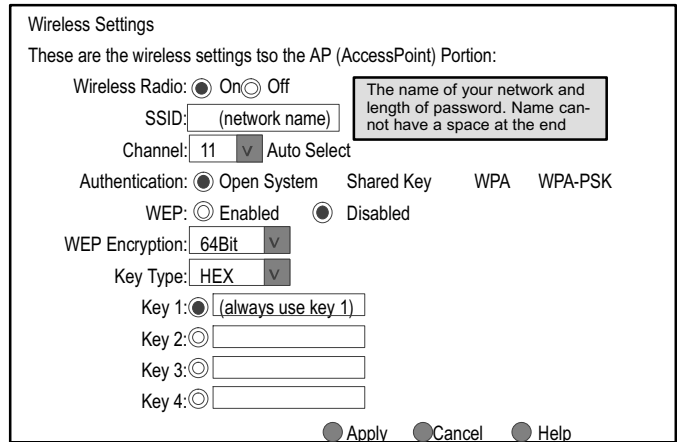 Wireless Settings
These are the wireless settings tso the AP (AccessPoint) Portion:
Wireless Radio: On Off
The name of your network and
length of password. Name can-
not have a space at the end
SSID: (network name)
Channel: 11 v Auto Select
Authentication: Open System Shared Key WPA WPA-PSK
WEP: Enabled Disabled
WEP Encryption: 64Bit v
Key Type: HEX v
Key 1: (always use key 1)
Key 2:
Key 3:
Key 4:
Apply Cancel Help